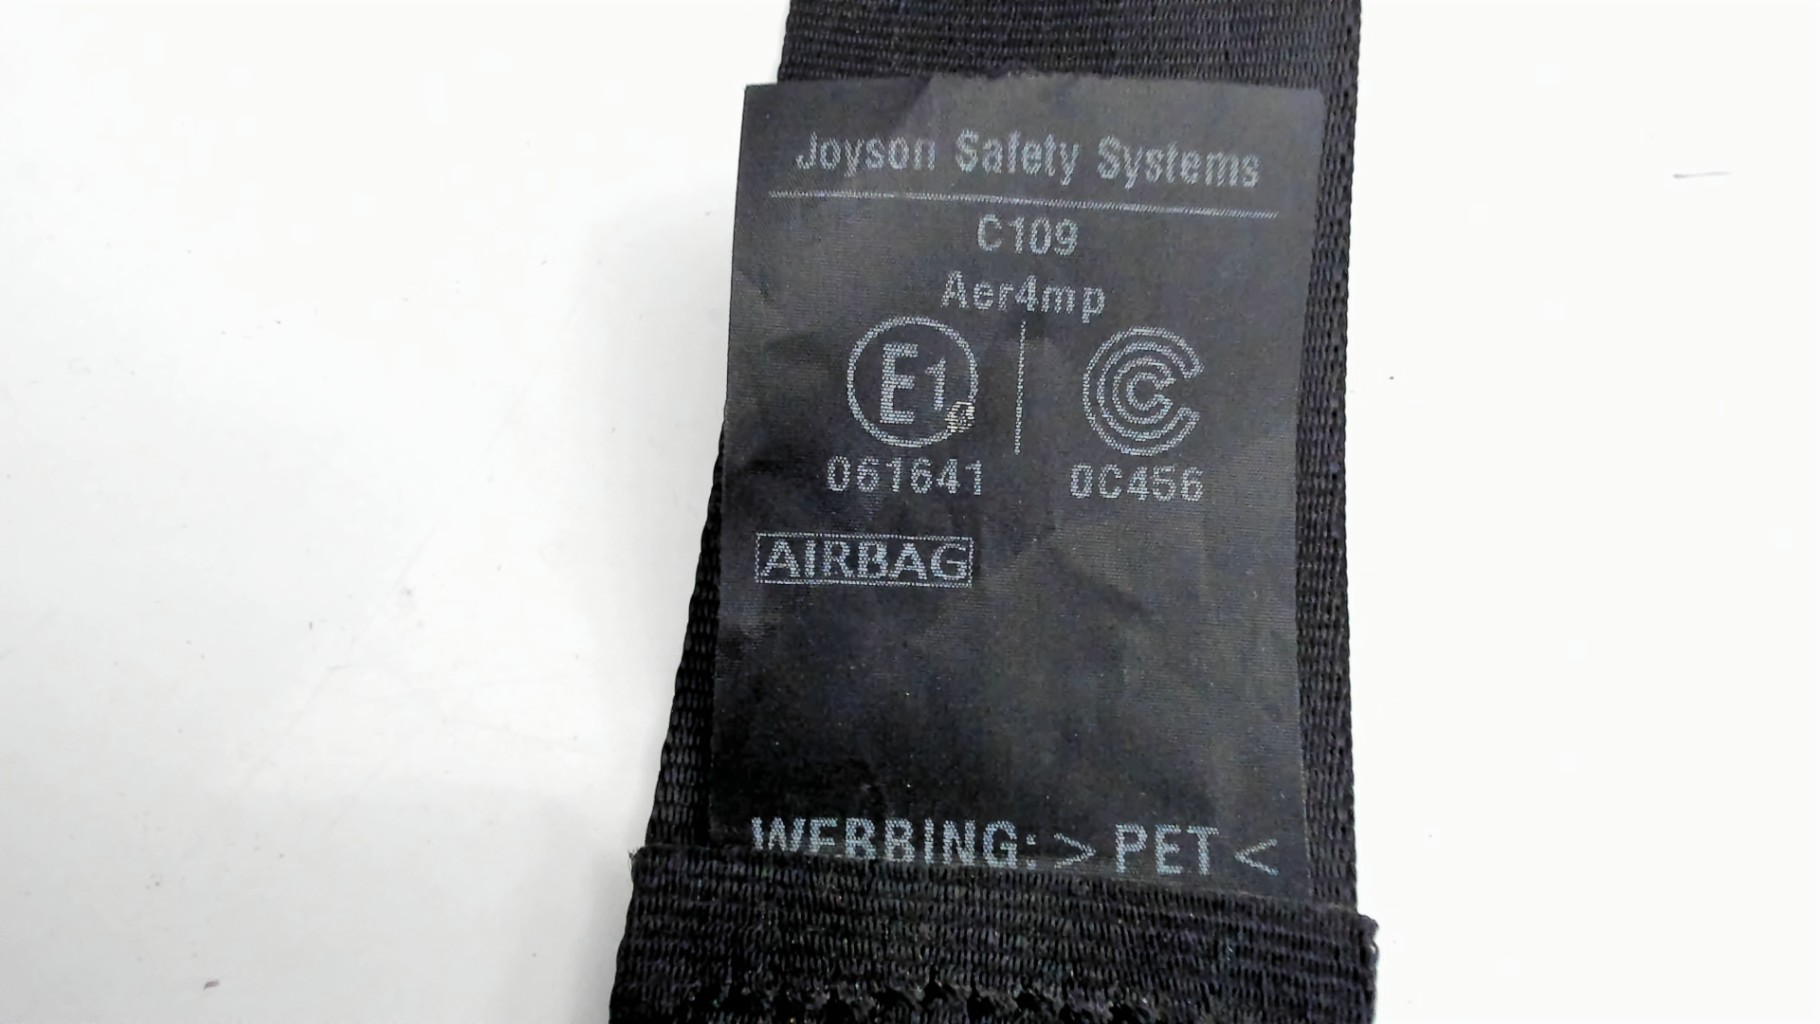 Joyson Safety Systems
C109
Aer4mp
E1
061641
0C456
AIRBAG
WEBBING: >PET<